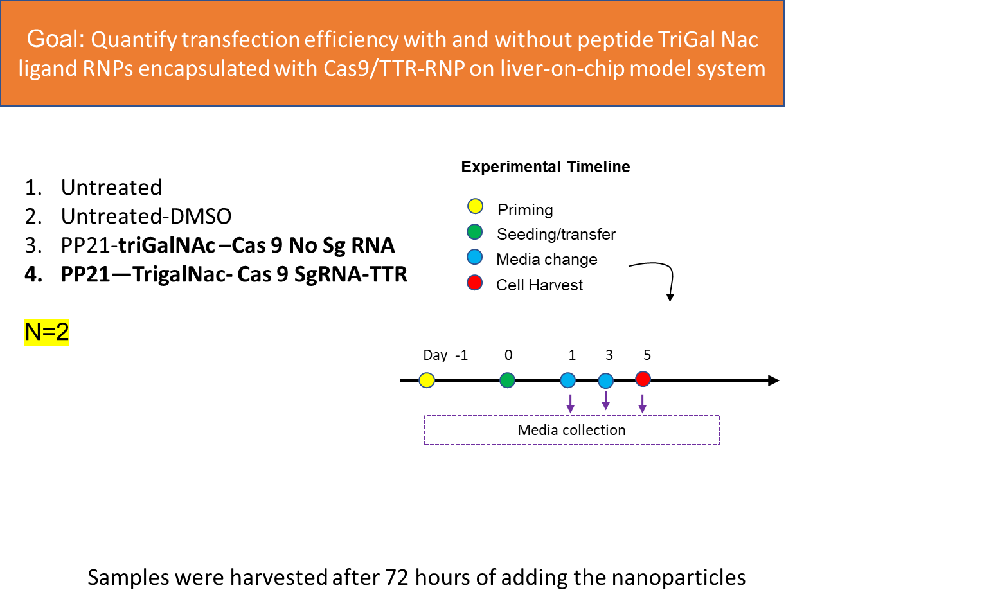 Goal: Quantify transfection efficiency with and without peptide TriGal Nac
ligand RNPs encapsulated with Cas9/TTR-RNP on liver-on-chip model system
1. Untreated
2. Untreated-DMSO
3. PP21-triGalNAc –Cas 9 No Sg RNA
4. PP21—TrigalNac- Cas 9 SgRNA-TTR
N=2
Experimental Timeline
Priming
Seeding/transfer
Media change
Cell Harvest
Day -1 0 1 3 5
Media collection
Samples were harvested after 72 hours of adding the nanoparticles